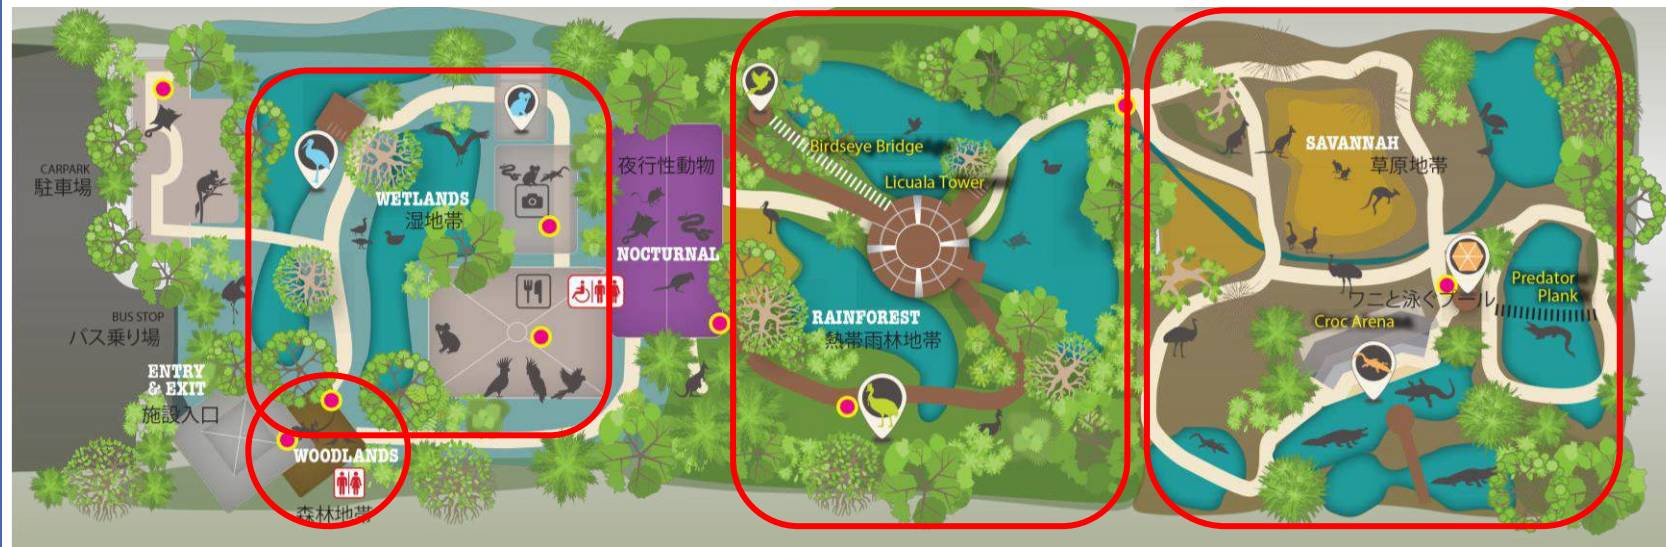 CARPARK
駐車場
BUS STOP
バス乗り場
ENTRY
& EXIT
施設入口
WETLANDS
湿地帯
WOODLANDS
森林地帯
夜行性動物
NOCTURNAL
Birdseye Bridge
Licuala Tower
RAINFOREST
熱帯雨林地帯
SAVANNAH
草原地帯
ワニと泳ぐプール
Croc Arena
Predator
Plank